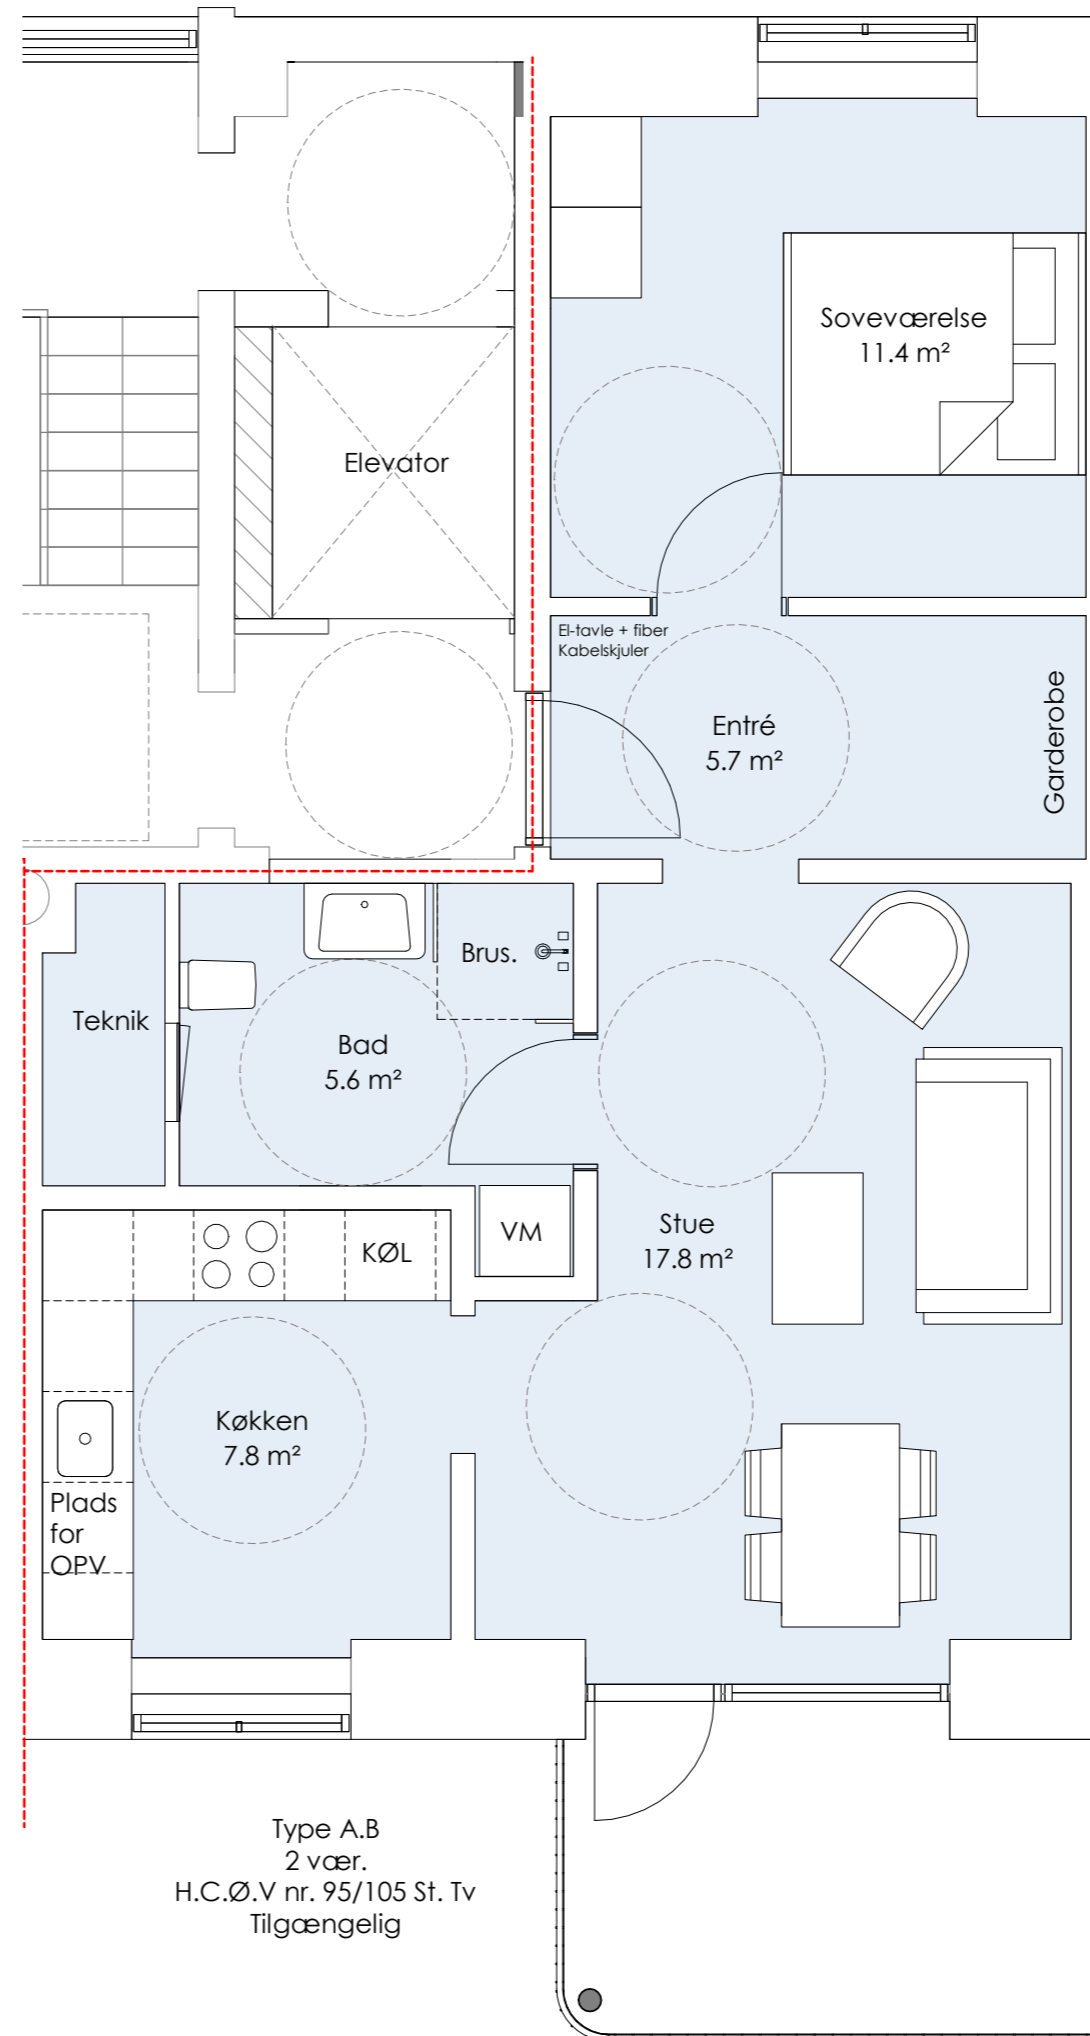 Soveværelse
11.4 m²
Elevator
El-tavle + fiber
Kabelskjuler
Entré
5.7 m²
Garderobe
Brus.
Teknik
Bad
5.6 m²
VM
Stue
17.8 m²
KØL
Køkken
7.8 m²
Plads
for
OPV
Type A.B
2 vær.
H.C.Ø.V nr. 95/105 St. Tv
Tilgængelig